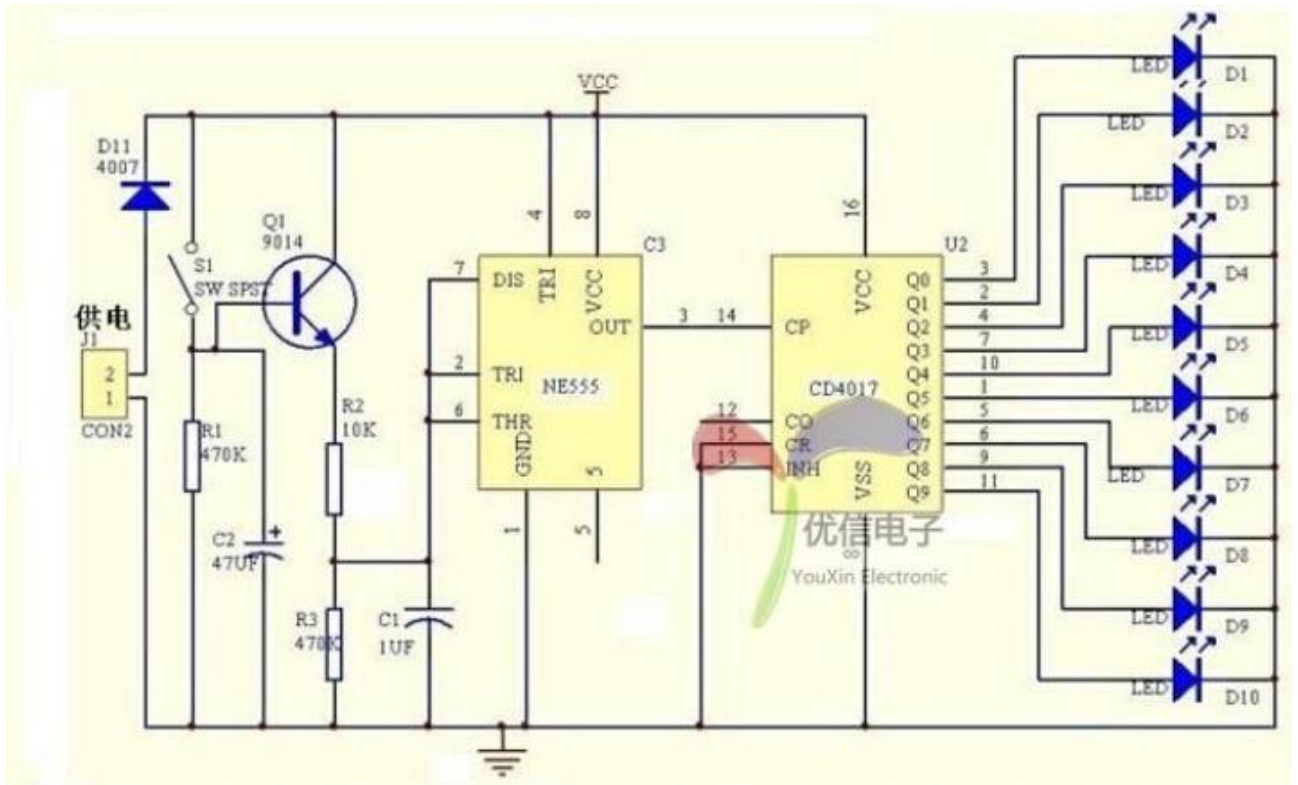 VCC
D11
4007
Q1
9014
S1
SW SPST
供电
J1
2
1
CON2
R1
470K
C2
+
47UF
R2
10K
R3
470K
C1
1UF
4
8
C3
7
DIS
TRI
VCC
OUT
3
2
TRI
NE555
6
THR
GND
5
1
5
16
U2
14
CP
VCC
CD4017
12
CO
15
CR
13
INH
VSS
Q0
3
Q1
2
Q2
4
Q3
7
Q4
10
Q5
1
Q6
5
Q7
6
Q8
9
Q9
11
LED
D1
LED
D2
LED
D3
LED
D4
LED
D5
LED
D6
LED
D7
LED
D8
LED
D9
LED
D10
优信电子
YouXin Electronic